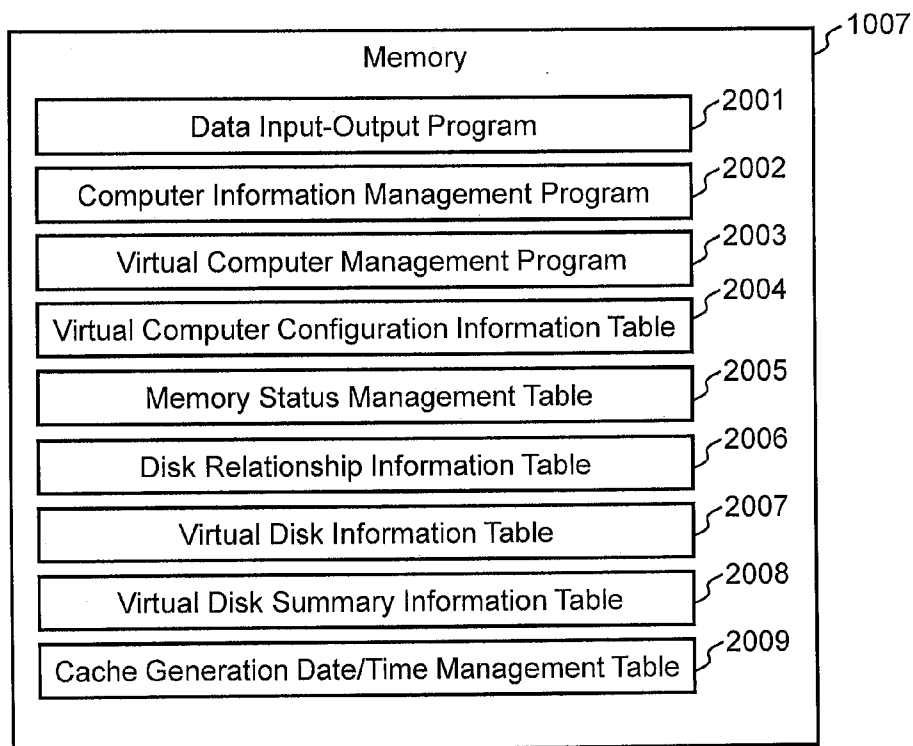 1007
Memory
2001
Data Input-Output Program
2002
Computer Information Management Program
2003
Virtual Computer Management Program
2004
Virtual Computer Configuration Information Table
2005
Memory Status Management Table
2006
Disk Relationship Information Table
2007
Virtual Disk Information Table
2008
Virtual Disk Summary Information Table
2009
Cache Generation Date/Time Management Table